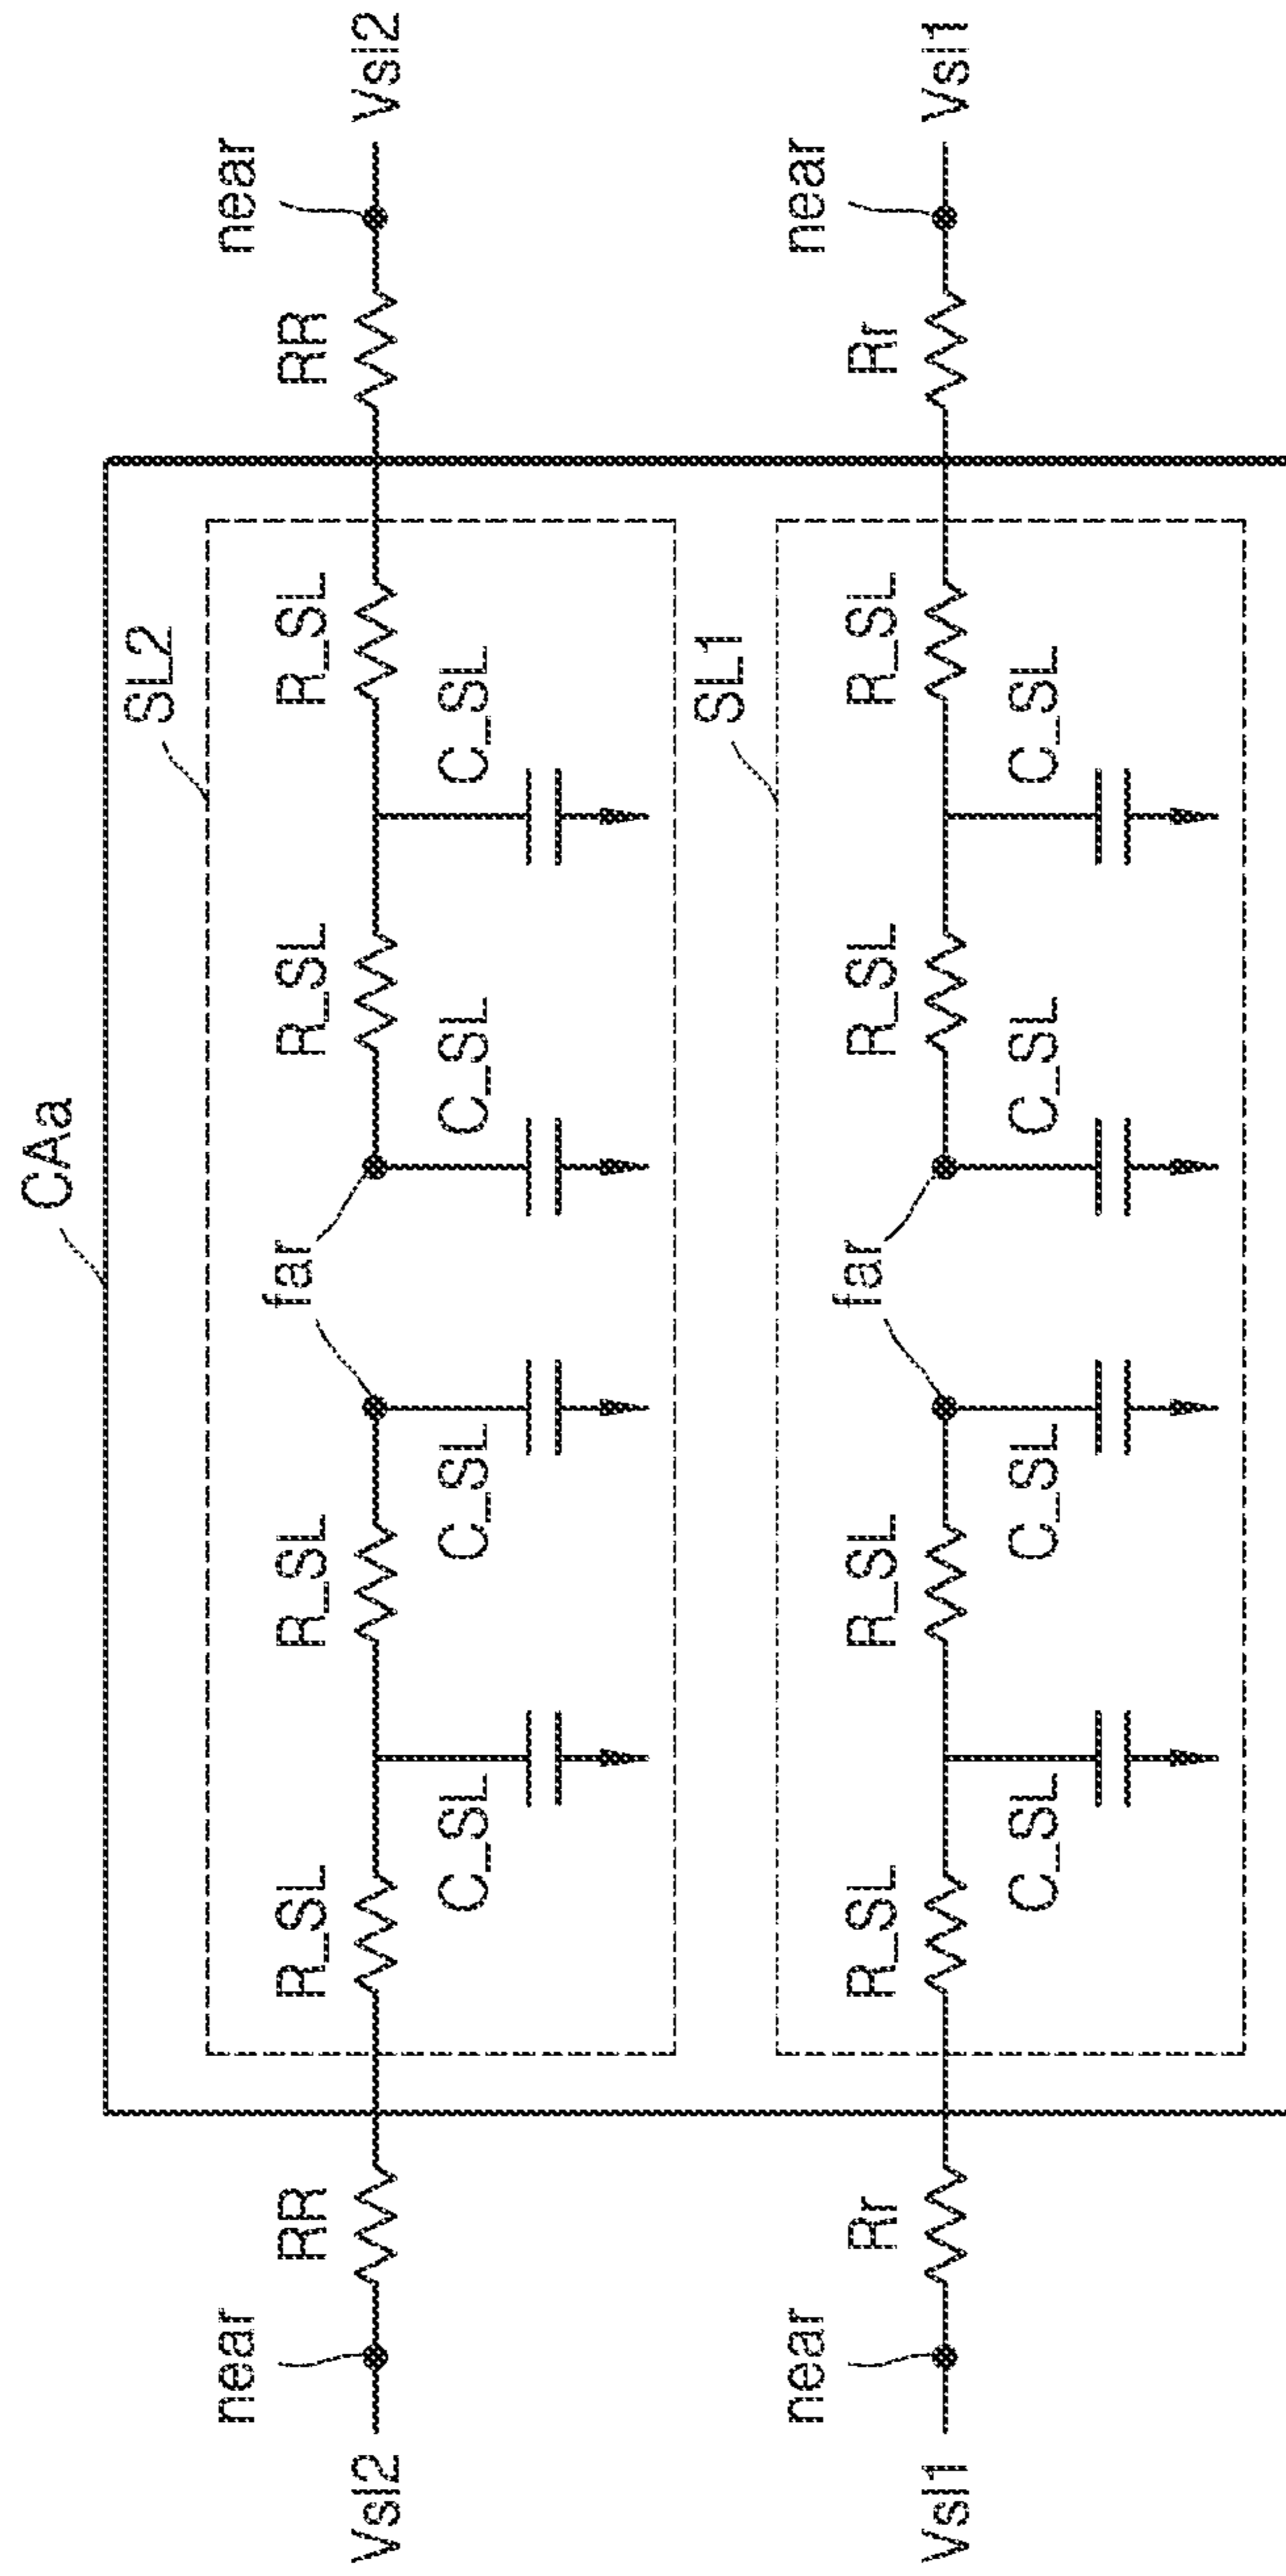 CAa
SL2
near near
RR R_SL R_SL far R_SL R_SL RR
Vsl2 Vsl2
C_SL C_SL C_SL C_SL
SL1
near near
Rr R_SL R_SL far R_SL R_SL Rr
Vsl1 Vsl1
C_SL C_SL C_SL C_SL